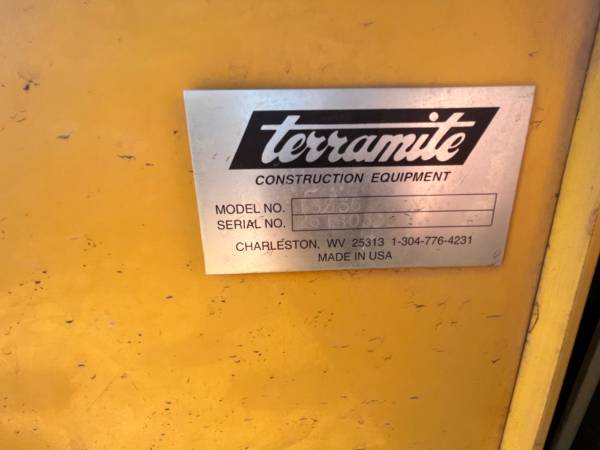 terramite
CONSTRUCTION EQUIPMENT
MODEL NO.
SERIAL NO.
CHARLESTON, WV 25313 1-304-776-4231
MADE IN USA